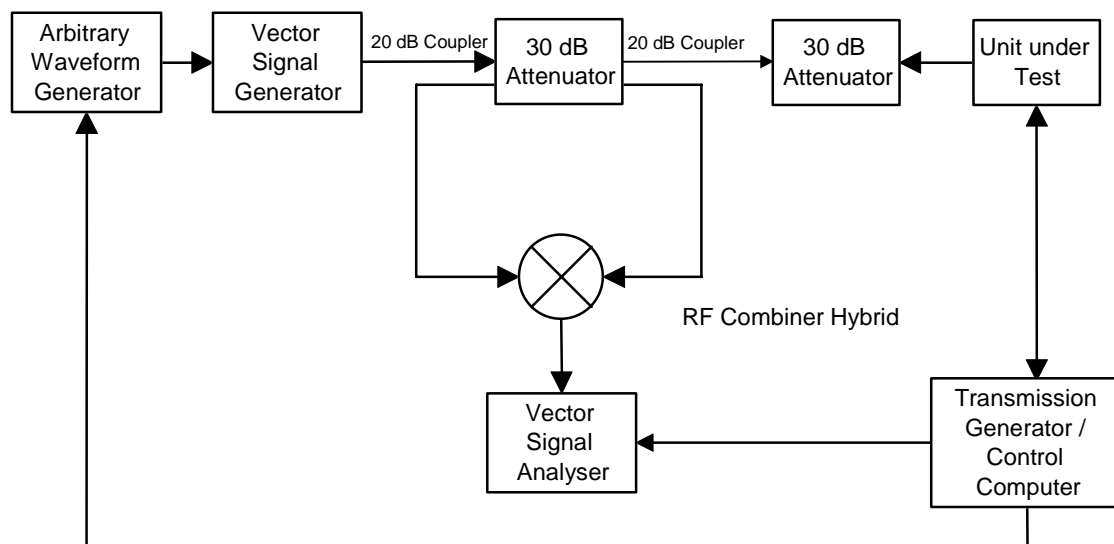 Arbitrary
Waveform
Generator
Vector
Signal
Generator
20 dB Coupler
30 dB
Attenuator
20 dB Coupler
30 dB
Attenuator
Unit under
Test
RF Combiner Hybrid
Vector
Signal
Analyser
Transmission
Generator /
Control
Computer